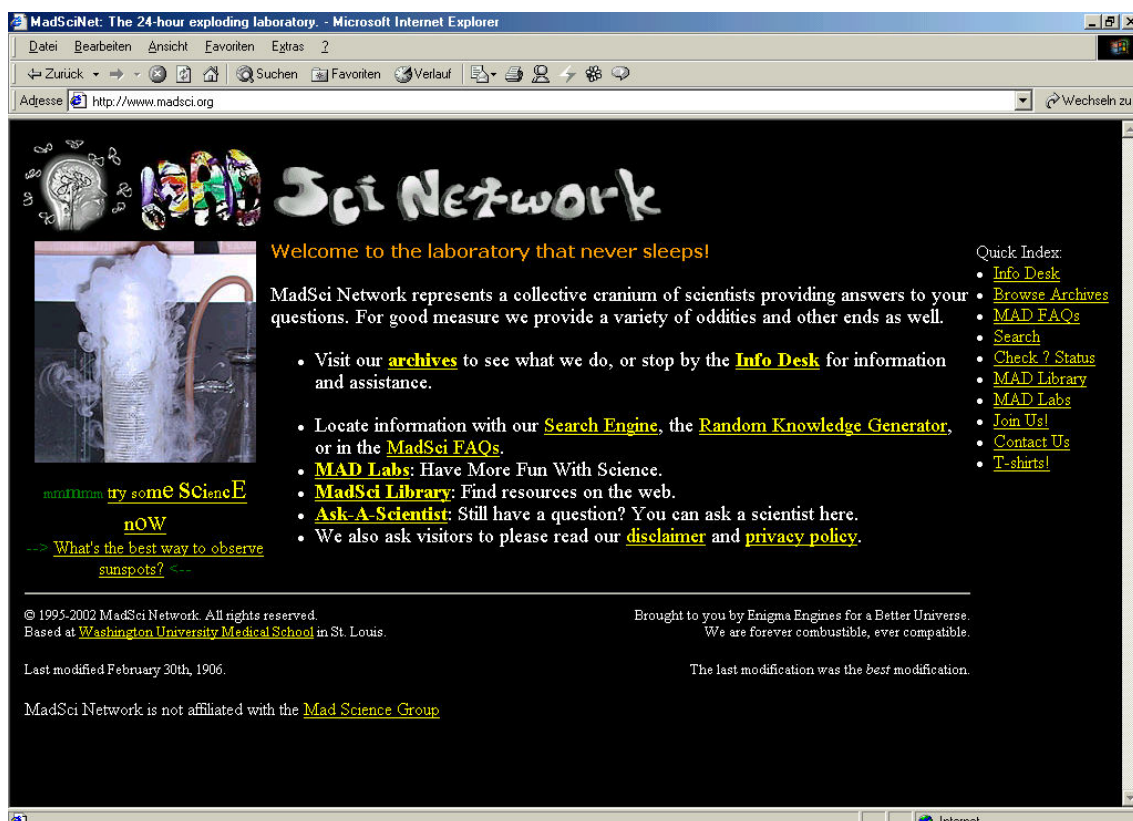 MadSciNet: The 24-hour exploding laboratory. - Microsoft Internet Explorer
Datei Bearbeiten Ansicht Favoriten Extras ?
Zurück Suchen Favoriten Verlauf
Adresse http://www.madsci.org Wechseln zu
MAD Sci Network
Welcome to the laboratory that never sleeps!
MadSci Network represents a collective cranium of scientists providing answers to your
questions. For good measure we provide a variety of oddities and other ends as well.
• Visit our archives to see what we do, or stop by the Info Desk for information
and assistance.
• Locate information with our Search Engine, the Random Knowledge Generator,
or in the MadSci FAQs.
• MAD Labs: Have More Fun With Science.
• MadSci Library: Find resources on the web.
• Ask-A-Scientist: Still have a question? You can ask a scientist here.
• We also ask visitors to please read our disclaimer and privacy policy.
Quick Index:
• Info Desk
• Browse Archives
• MAD FAQs
• Search
• Check ? Status
• MAD Library
• MAD Labs
• Join Us!
• Contact Us
• T-shirts!
mmmmm try some SciencE
nOW
--> What's the best way to observe
sunspots? <--
© 1995-2002 MadSci Network. All rights reserved.
Based at Washington University Medical School in St. Louis.
Brought to you by Enigma Engines for a Better Universe.
We are forever combustible, ever compatible.
Last modified February 30th, 1906.
The last modification was the best modification.
MadSci Network is not affiliated with the Mad Science Group
Internet